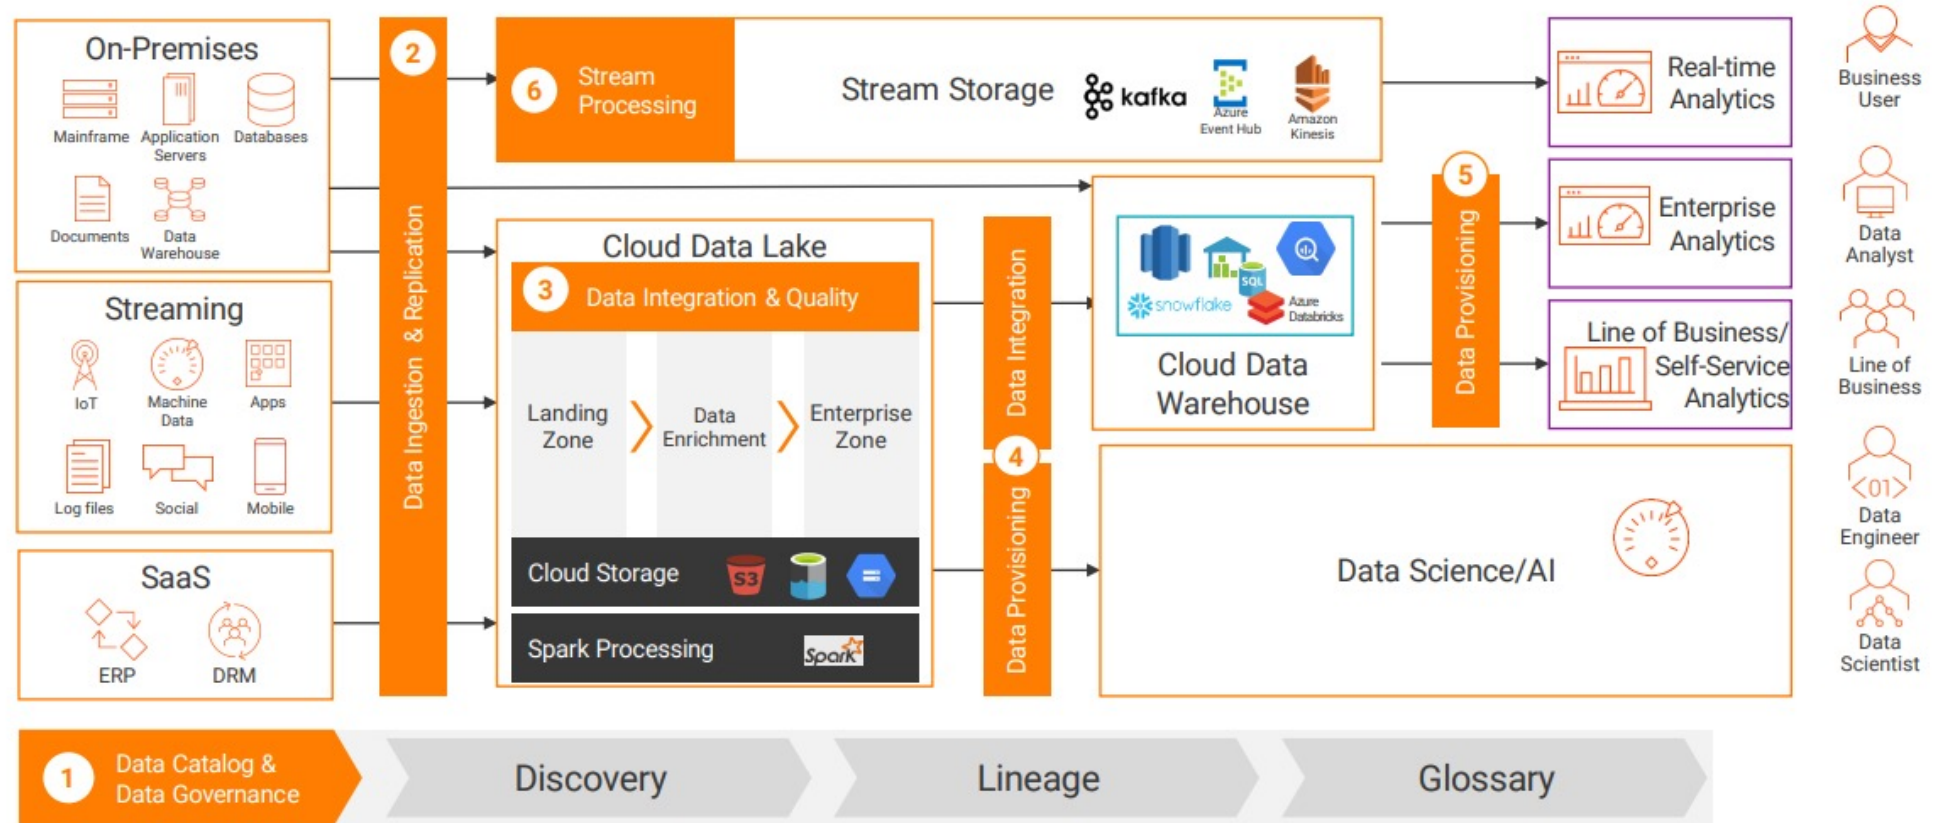 On-Premises
Mainframe
Application
Servers
Databases
Documents
Data
Warehouse
Streaming
IoT
Machine
Data
Apps
Log files
Social
Mobile
SaaS
ERP
DRM
2
Data Ingestion & Replication
6
Stream
Processing
Stream Storage
kafka
Azure
Event Hub
Amazon
Kinesis
Cloud Data Lake
3
Data Integration & Quality
Landing
Zone
Data
Enrichment
Enterprise
Zone
Cloud Storage
S3
Spark Processing
Spark
Data Integration
4
Data Provisioning
SQL
snowflake
Azure
Databricks
Cloud Data
Warehouse
5
Data Provisioning
Data Science/AI
Real-time
Analytics
Enterprise
Analytics
Line of Business/
Self-Service
Analytics
Business
User
Data
Analyst
Line of
Business
<01>
Data
Engineer
Data
Scientist
1
Data Catalog &
Data Governance
Discovery
Lineage
Glossary